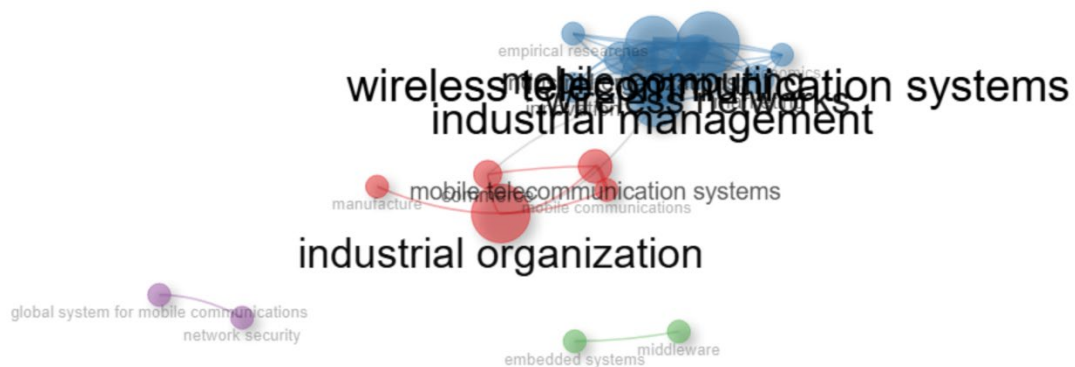 empirical researches
wireless telecommunication systems
mobile computing
wireless networks
industrial management
mobile telecommunication systems
commerce
manufacture
mobile communications
industrial organization
global system for mobile communications
network security
middleware
embedded systems